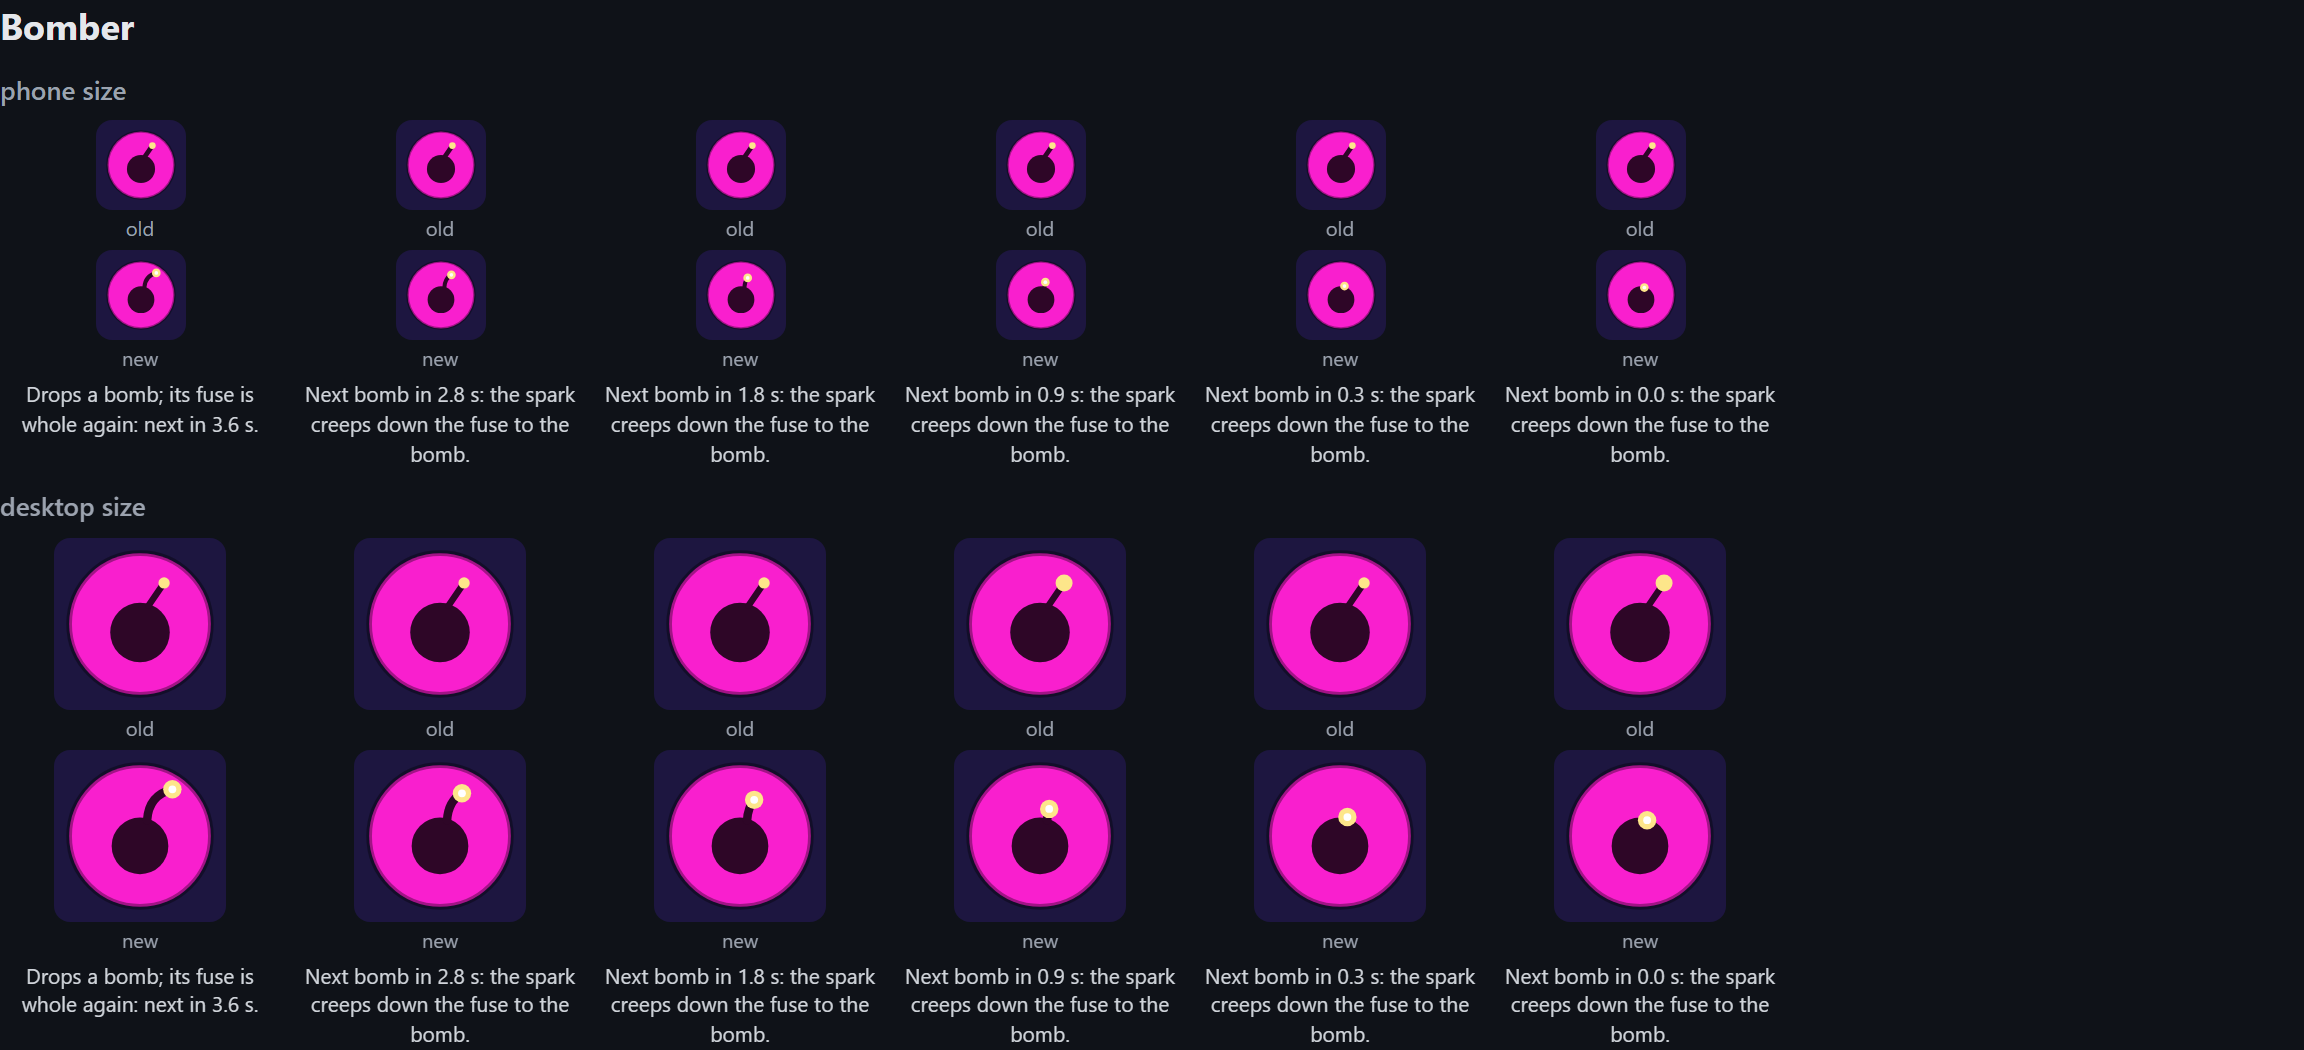 Bomber
phone size
old old old old old old
new new new new new new
Drops a bomb; its fuse is
whole again: next in 3.6 s.
Next bomb in 2.8 s: the spark
creeps down the fuse to the
bomb.
Next bomb in 1.8 s: the spark
creeps down the fuse to the
bomb.
Next bomb in 0.9 s: the spark
creeps down the fuse to the
bomb.
Next bomb in 0.3 s: the spark
creeps down the fuse to the
bomb.
Next bomb in 0.0 s: the spark
creeps down the fuse to the
bomb.
desktop size
old old old old old old
new new new new new new
Drops a bomb; its fuse is
whole again: next in 3.6 s.
Next bomb in 2.8 s: the spark
creeps down the fuse to the
bomb.
Next bomb in 1.8 s: the spark
creeps down the fuse to the
bomb.
Next bomb in 0.9 s: the spark
creeps down the fuse to the
bomb.
Next bomb in 0.3 s: the spark
creeps down the fuse to the
bomb.
Next bomb in 0.0 s: the spark
creeps down the fuse to the
bomb.